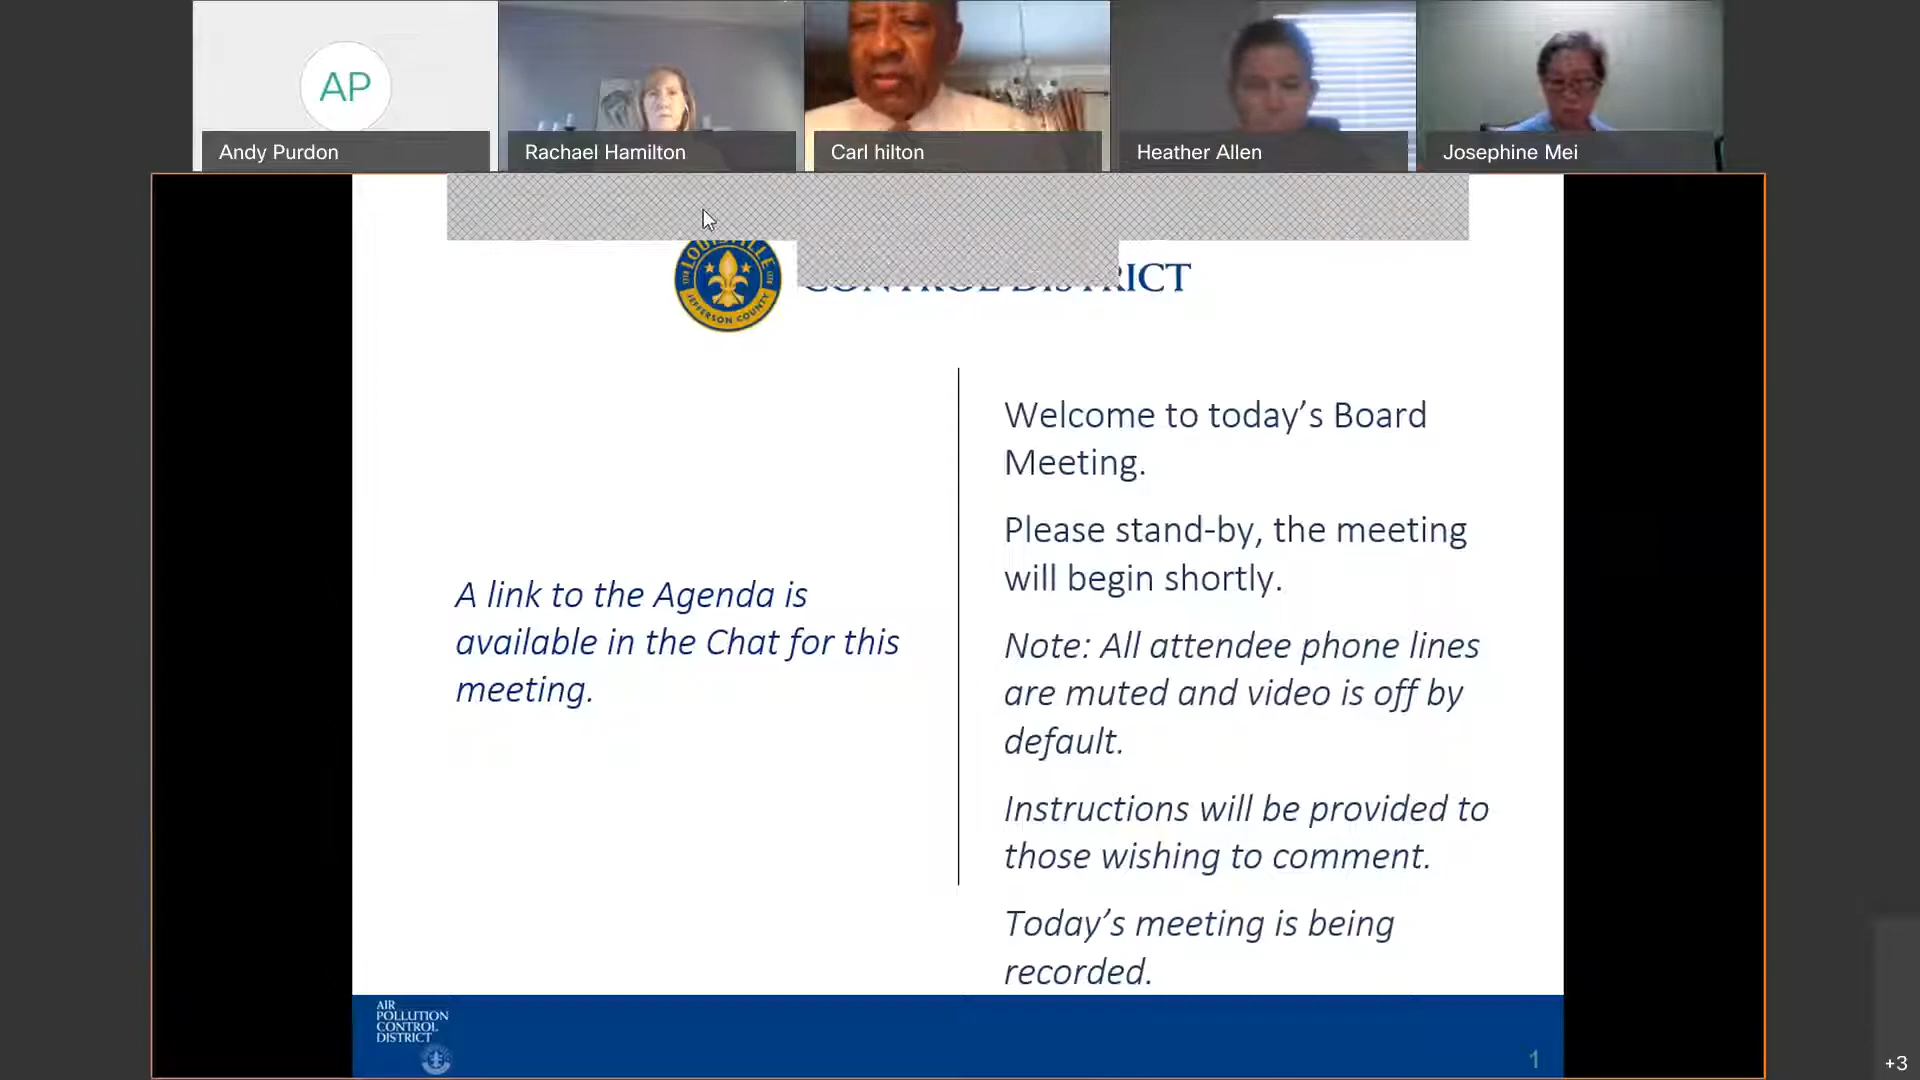 AP
Andy Purdon
Rachael Hamilton
Carl hilton
Heather Allen
Josephine Mei
LOUISVILLE
JEFFERSON COUNTY
CONTROL DISTRICT
A link to the Agenda is
available in the Chat for this
meeting.
Welcome to today’s Board
Meeting.
Please stand-by, the meeting
will begin shortly.
Note: All attendee phone lines
are muted and video is off by
default.
Instructions will be provided to
those wishing to comment.
Today’s meeting is being
recorded.
AIR
POLLUTION
CONTROL
DISTRICT
1
+3